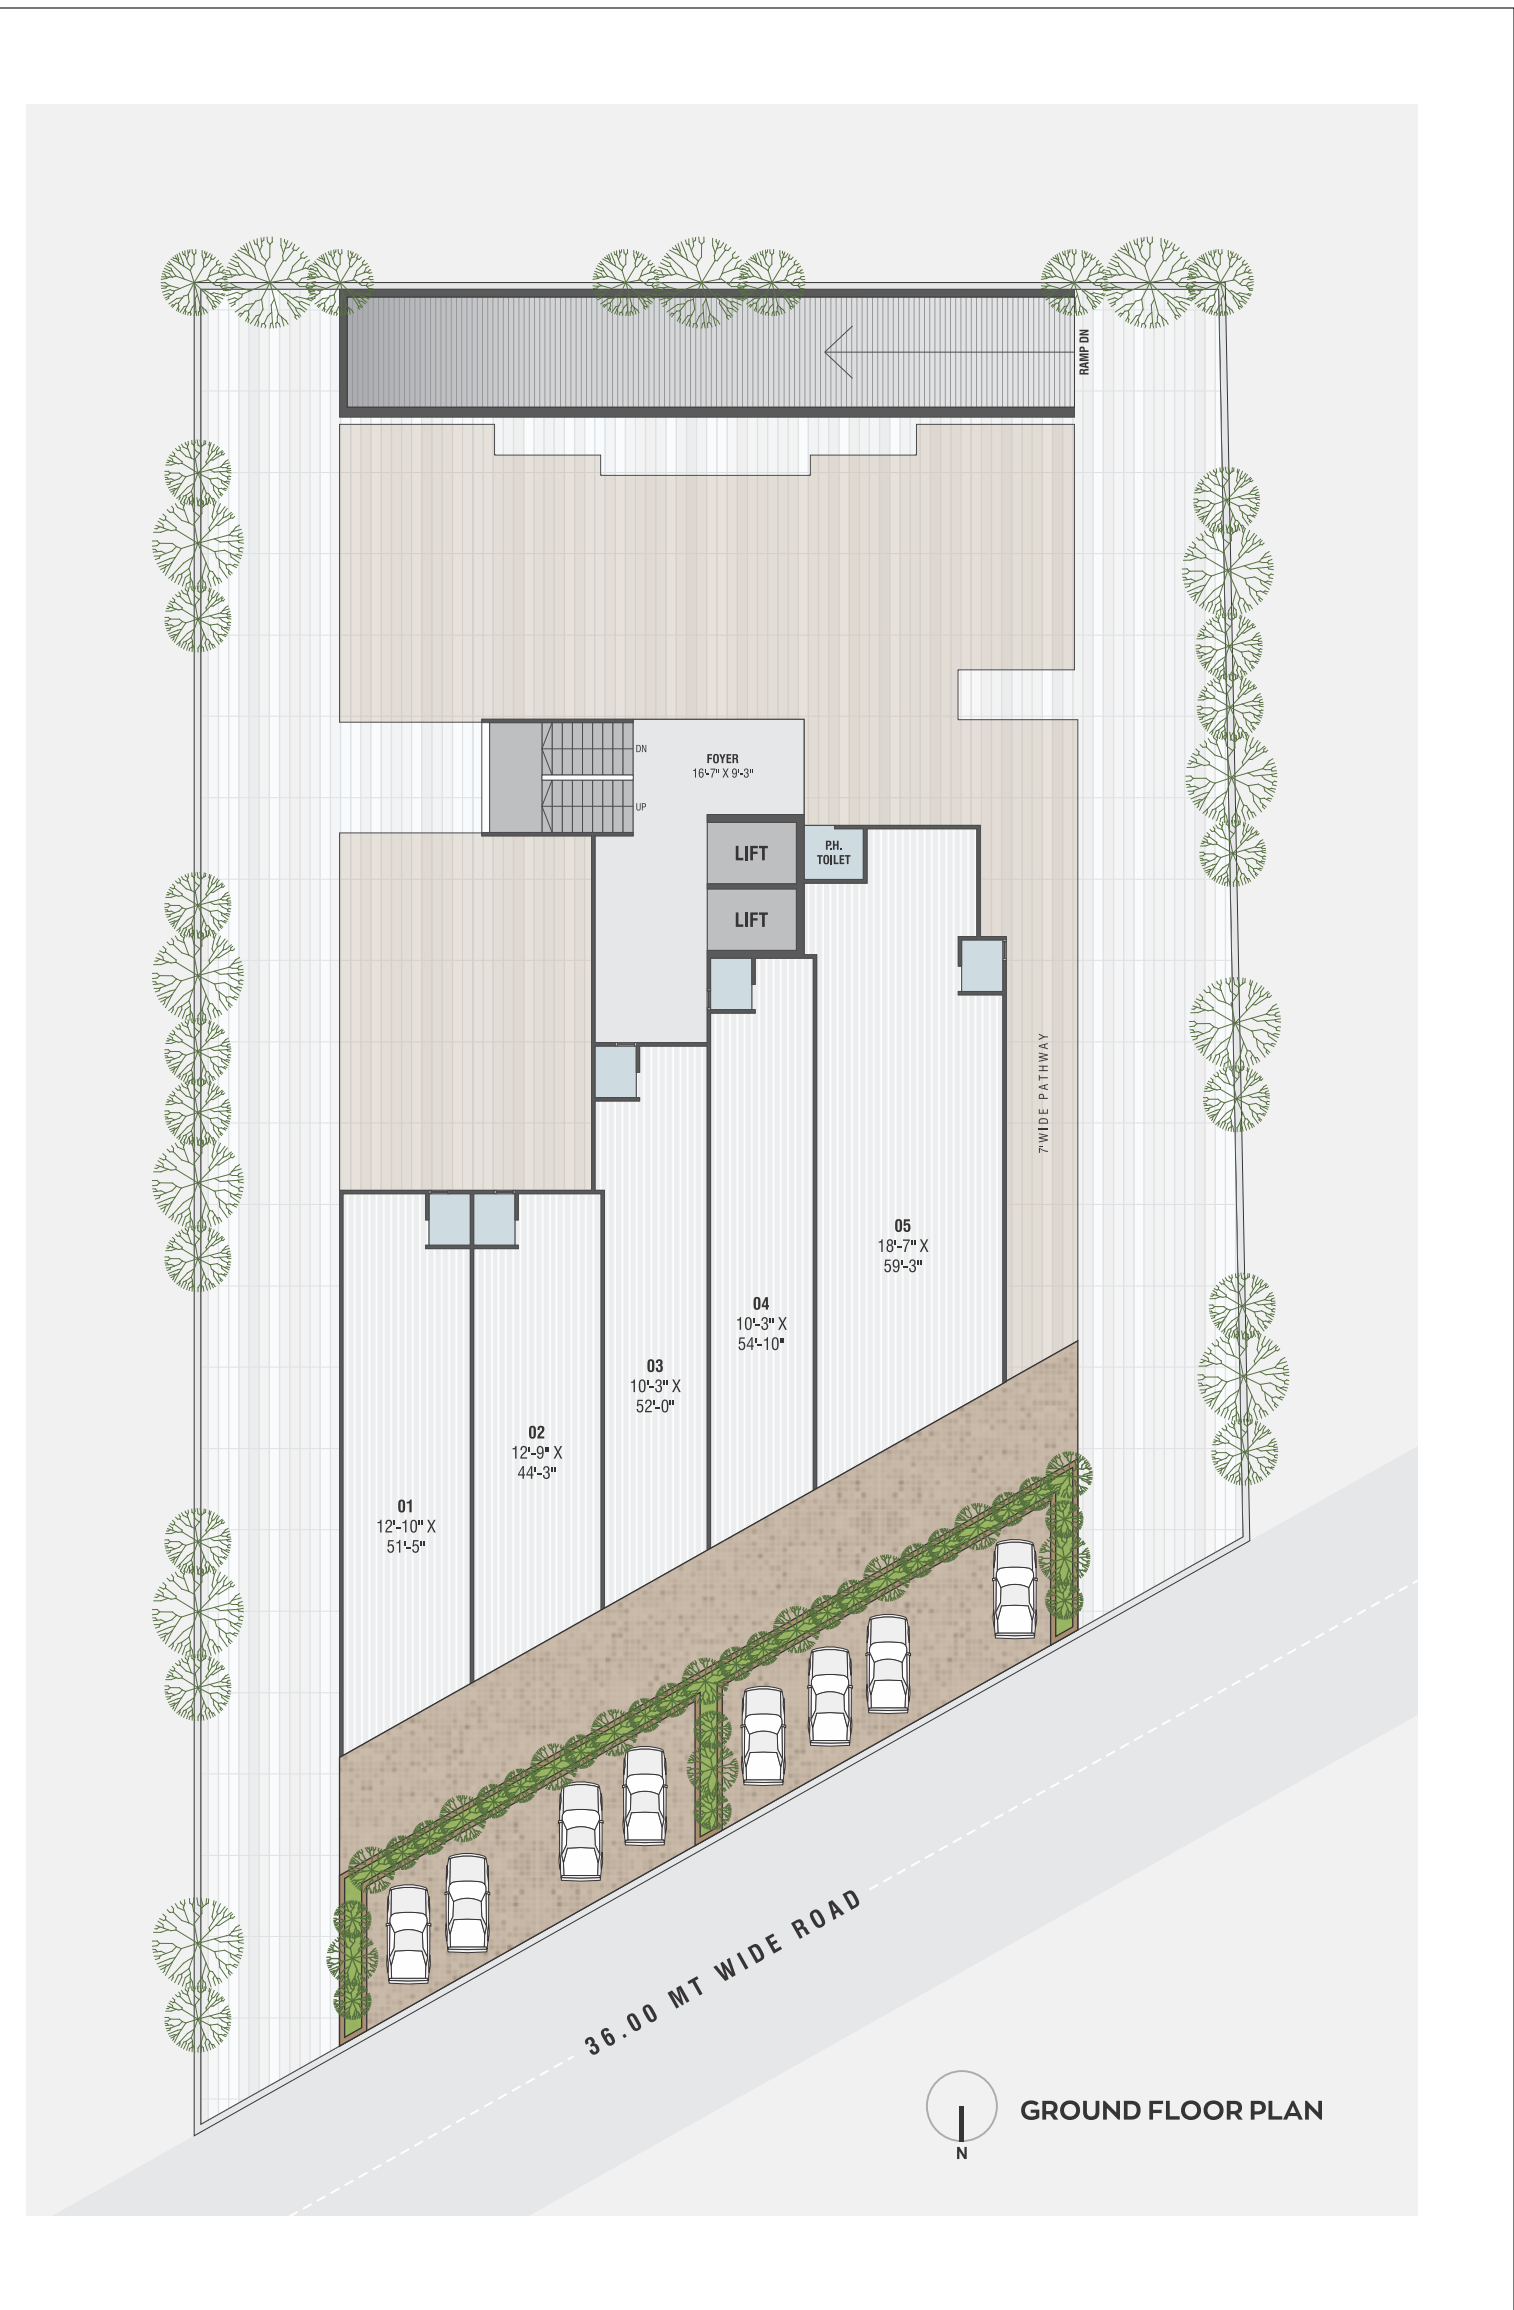 RAMP DN
DN
FOYER
16'-7" X 9'-3"
UP
LIFT
P.H.
TOILET
LIFT
7' WIDE PATHWAY
05
18'-7" X
59'-3"
04
10'-3" X
54'-10"
03
10'-3" X
52'-0"
02
12'-9" X
44'-3"
01
12'-10" X
51'-5"
36.00 MT WIDE ROAD
GROUND FLOOR PLAN
N